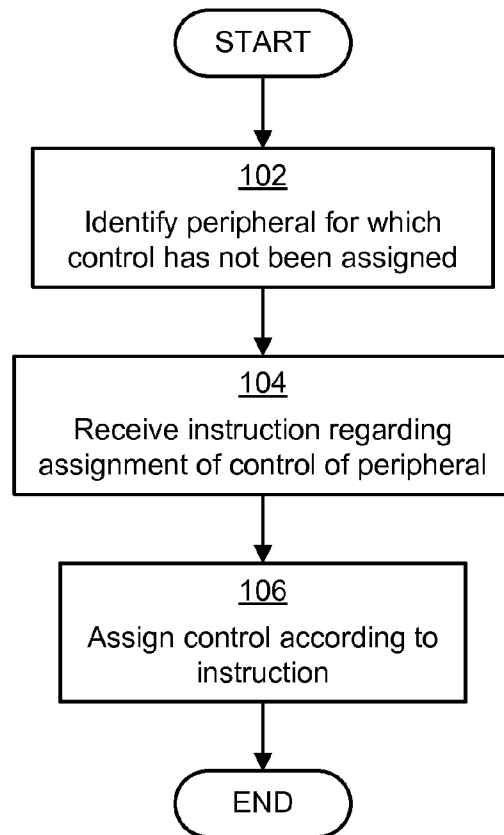 START
102
Identify peripheral for which
control has not been assigned
104
Receive instruction regarding
assignment of control of peripheral
106
Assign control according to
instruction
END